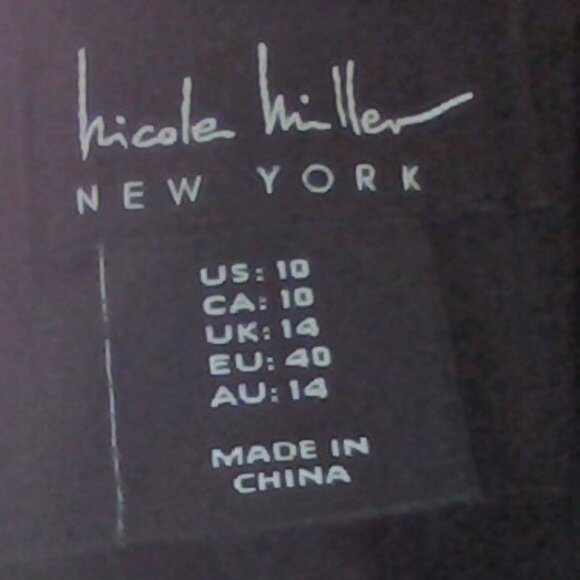 Nicole Miller
NEW YORK
US: 10
CA: 10
UK: 14
EU: 40
AU: 14
MADE IN
CHINA